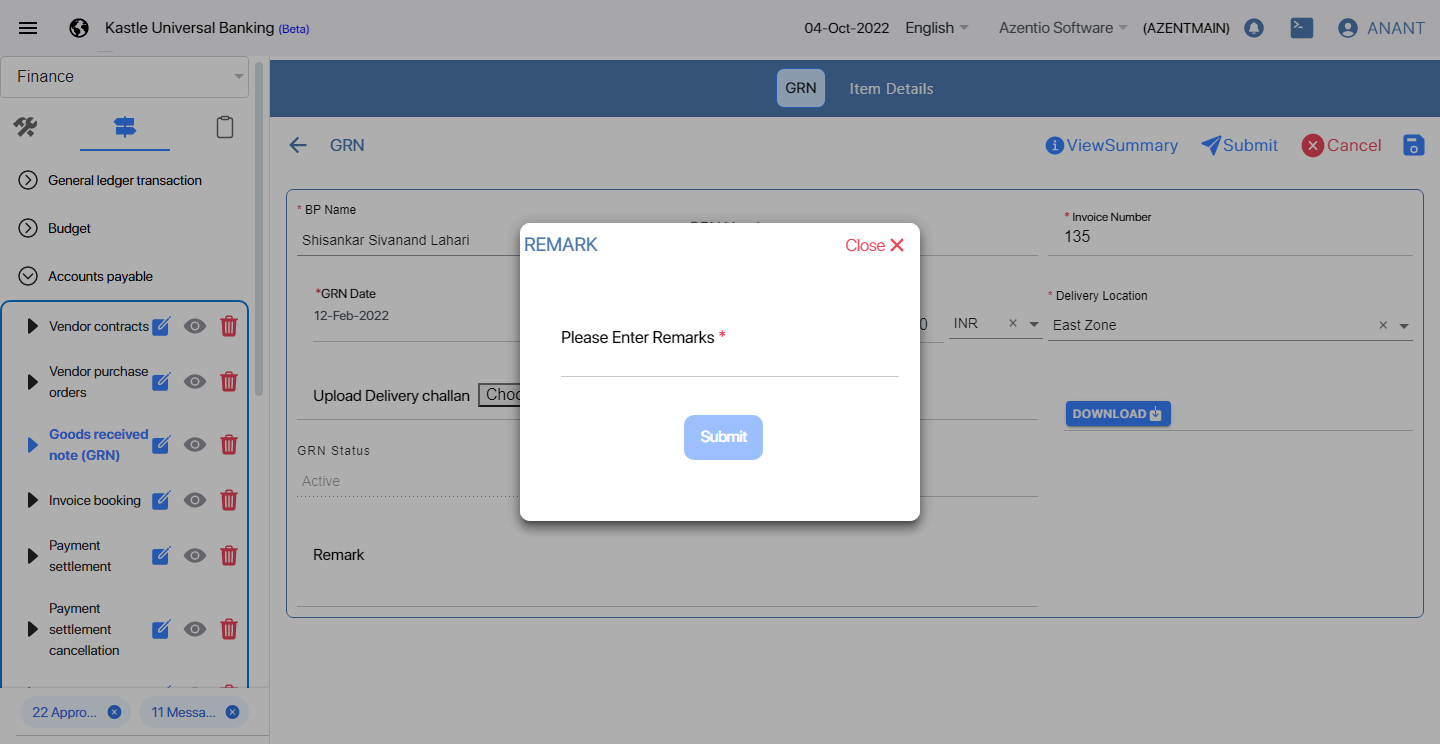 Kastle Universal Banking (Beta)
04-Oct-2022
English
Azentio Software
(AZENTMAIN)
ANANT
Finance
GRN
Item Details
GRN
ViewSummary
Submit
Cancel
General ledger transaction
Budget
Accounts payable
Vendor contracts
Vendor purchase
orders
Goods received
note (GRN)
Invoice booking
Payment
settlement
Payment
settlement
cancellation
22 Appro...
11 Messa...
* BP Name
Shisankar Sivanand Lahari
* Invoice Number
135
*GRN Date
12-Feb-2022
0
INR
* Delivery Location
East Zone
Upload Delivery challan
Choo
DOWNLOAD
GRN Status
Active
Remark
REMARK
Close
Please Enter Remarks *
Submit